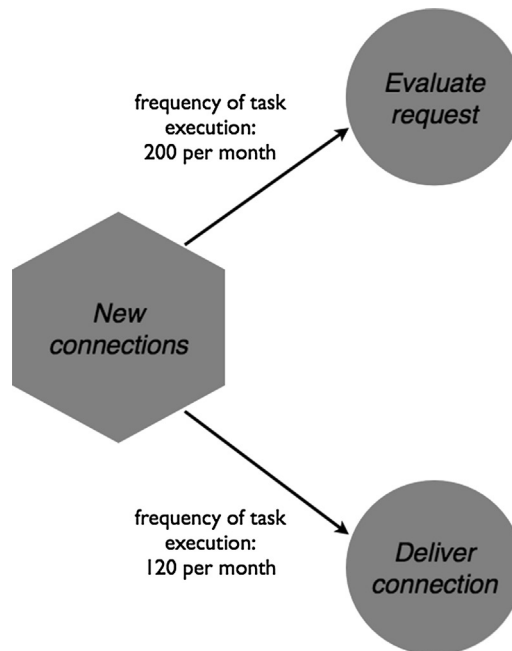 Evaluate
request
frequency of task
execution:
200 per month
New
connections
frequency of task
execution:
120 per month
Deliver
connection